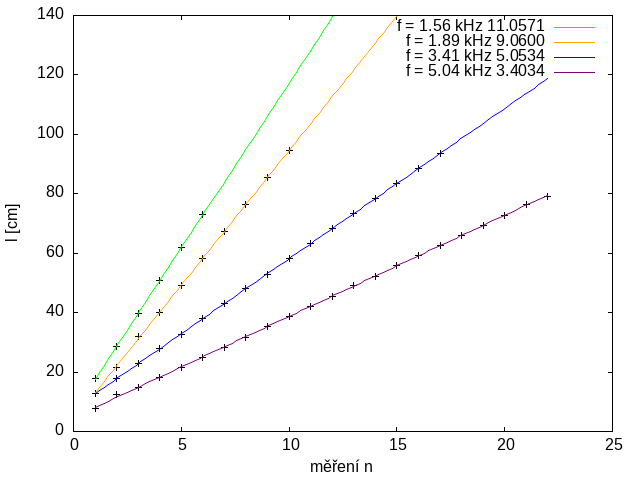 140
120
100
80
60
40
20
0
l [cm]
f = 1.56 kHz 11.0571
f = 1.89 kHz 9.0600
f = 3.41 kHz 5.0534
f = 5.04 kHz 3.4034
0 5 10 15 20 25
měření n